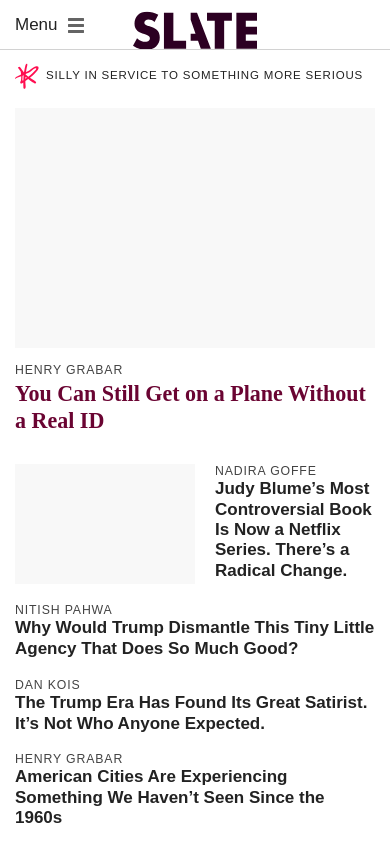 Menu
SLATE
SILLY IN SERVICE TO SOMETHING MORE SERIOUS
HENRY GRABAR
You Can Still Get on a Plane Without
a Real ID
NADIRA GOFFE
Judy Blume’s Most
Controversial Book
Is Now a Netflix
Series. There’s a
Radical Change.
NITISH PAHWA
Why Would Trump Dismantle This Tiny Little
Agency That Does So Much Good?
DAN KOIS
The Trump Era Has Found Its Great Satirist.
It’s Not Who Anyone Expected.
HENRY GRABAR
American Cities Are Experiencing
Something We Haven’t Seen Since the
1960s